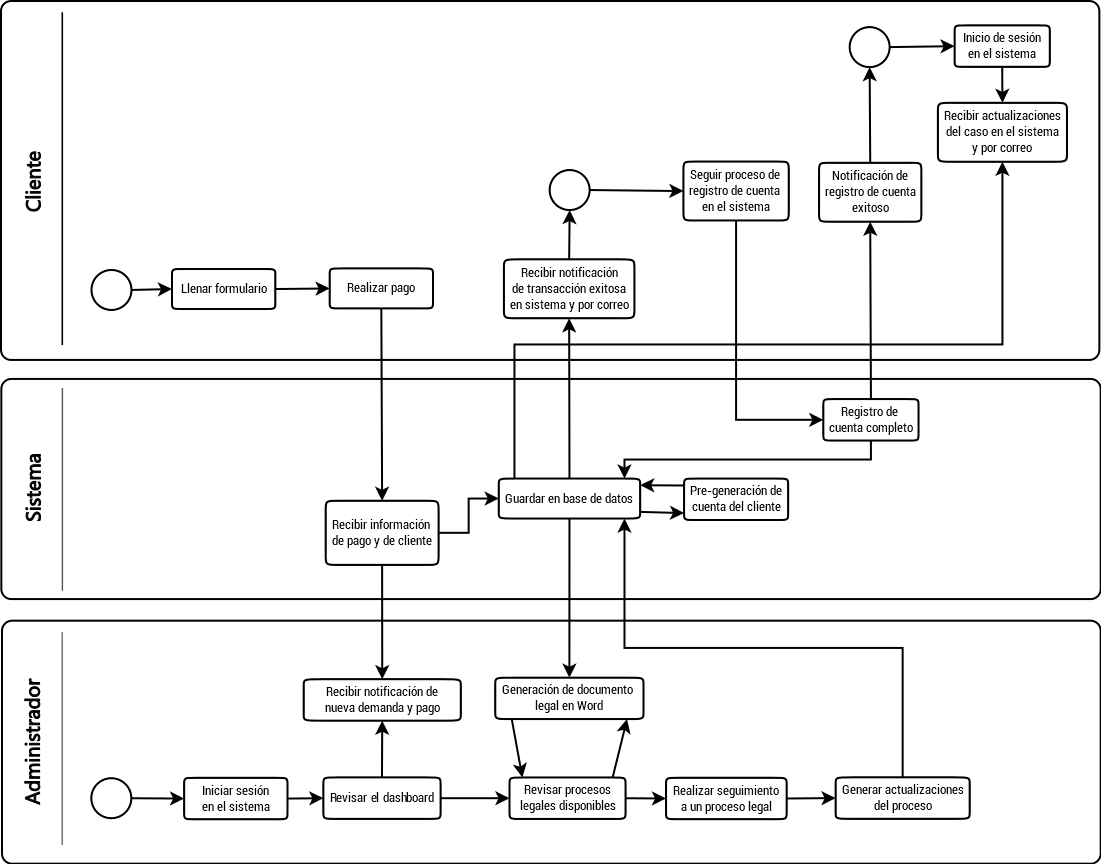 Cliente
Inicio de sesión
en el sistema
Recibir actualizaciones
del caso en el sistema
y por correo
Seguir proceso de
registro de cuenta
en el sistema
Notificación de
registro de cuenta
exitoso
Recibir notificación
de transacción exitosa
en sistema y por correo
Llenar formulario
Realizar pago
Sistema
Registro de
cuenta completo
Guardar en base de datos
Pre-generación de
cuenta del cliente
Recibir información
de pago y de cliente
Administrador
Recibir notificación de
nueva demanda y pago
Generación de documento
legal en Word
Iniciar sesión
en el sistema
Revisar el dashboard
Revisar procesos
legales disponibles
Realizar seguimiento
a un proceso legal
Generar actualizaciones
del proceso